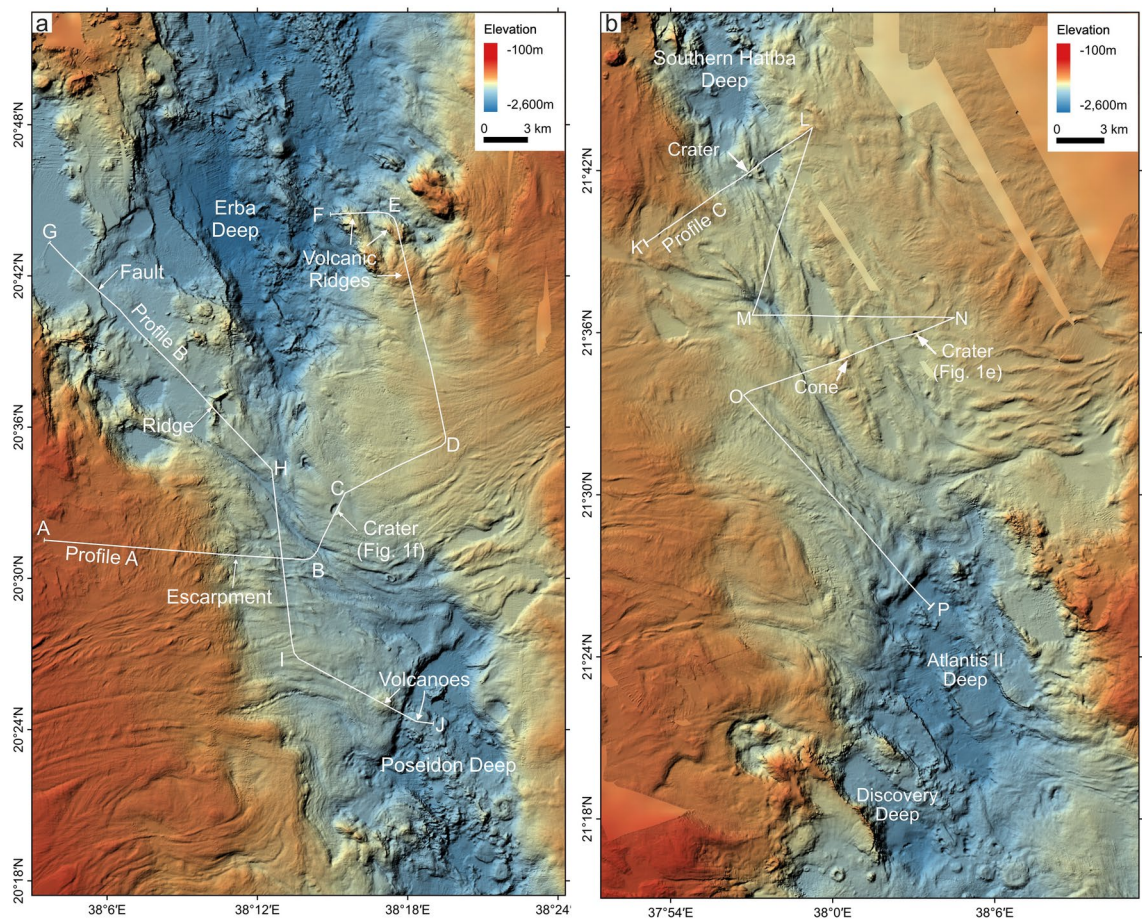 a
Elevation
-100m
-2,600m
0 3 km
20°48'N
20°42'N
20°36'N
20°30'N
20°24'N
20°18'N
38°6'E
38°12'E
38°18'E
38°24'E
Erba
Deep
F
E
Volcanic
Ridges
G
Fault
Profile B
Ridge
H
D
C
Crater
(Fig. 1f)
A
Profile A
B
Escarpment
I
Volcanoes
J
Poseidon Deep
b
Elevation
-100m
-2,600m
0 3 km
Southern Hatiba
Deep
L
Crater
K
Profile C
M
N
Crater
(Fig. 1e)
Cone
O
P
Atlantis II
Deep
Discovery
Deep
21°42'N
21°36'N
21°30'N
21°24'N
21°18'N
37°54'E
38°0'E
38°6'E